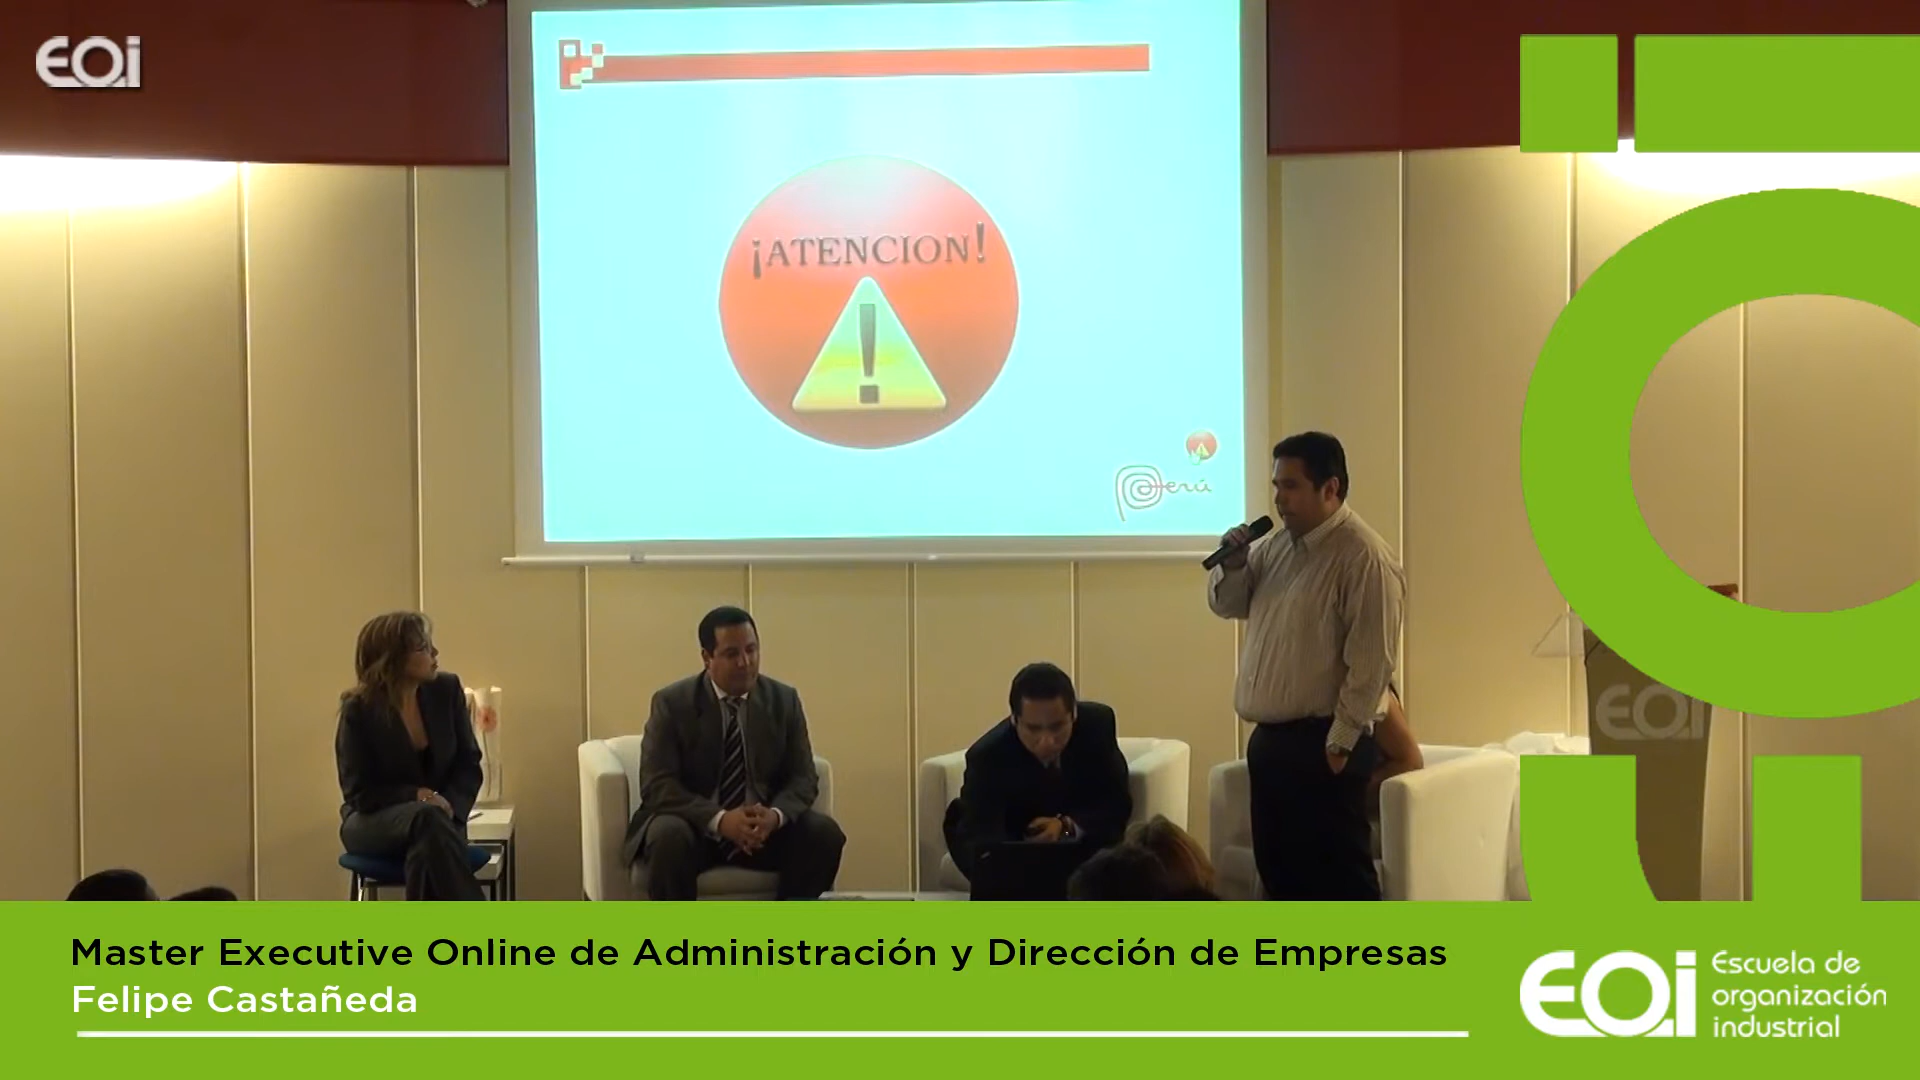 EOi
¡ATENCION!
Perú
EOi
Master Executive Online de Administración y Dirección de Empresas
Felipe Castañeda
EOi Escuela de
organización
industrial